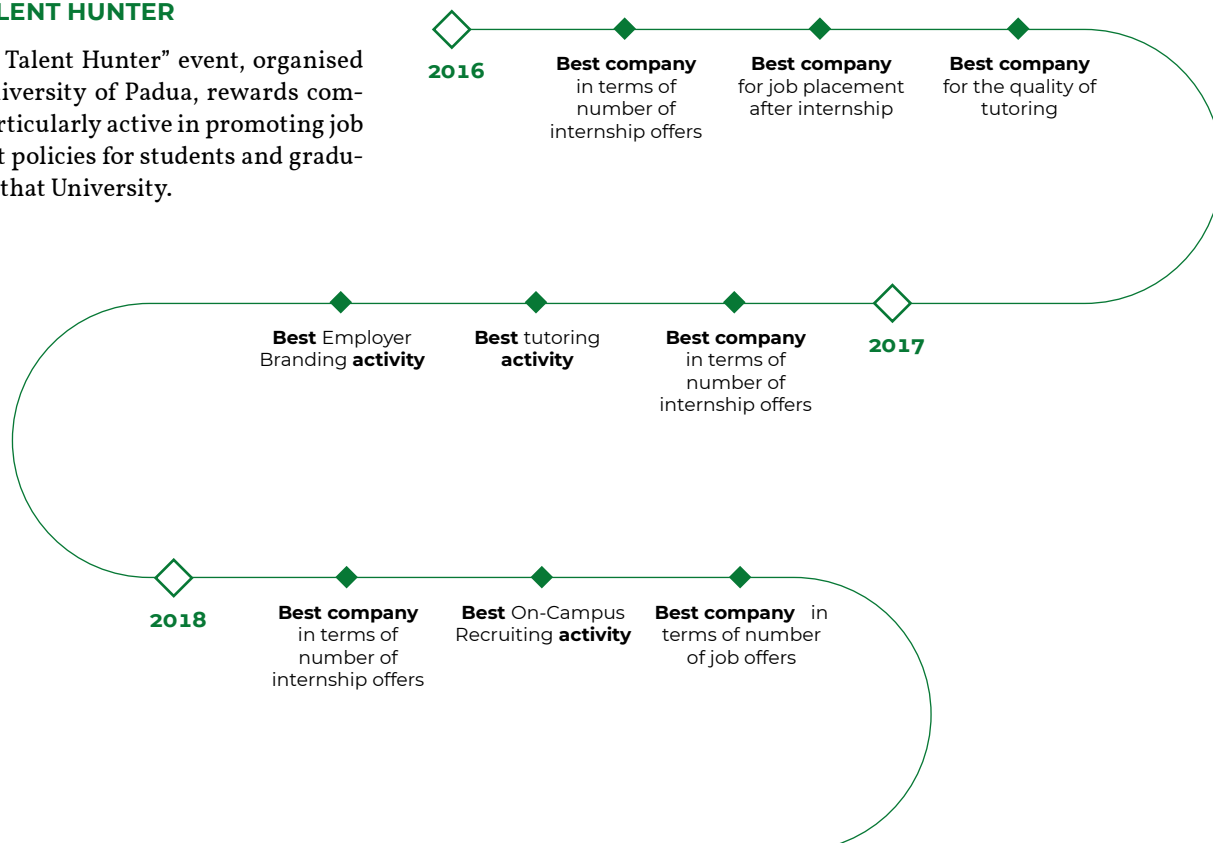 LENT HUNTER
Talent Hunter” event, organised
iversity of Padua, rewards com-
rticularly active in promoting job
t policies for students and gradu-
that University.
2016
Best company
in terms of
number of
internship offers
Best company
for job placement
after internship
Best company
for the quality of
tutoring
2017
Best company
in terms of
number of
internship offers
Best tutoring
activity
Best Employer
Branding activity
2018
Best company
in terms of
number of
internship offers
Best On-Campus
Recruiting activity
Best company in
terms of number
of job offers